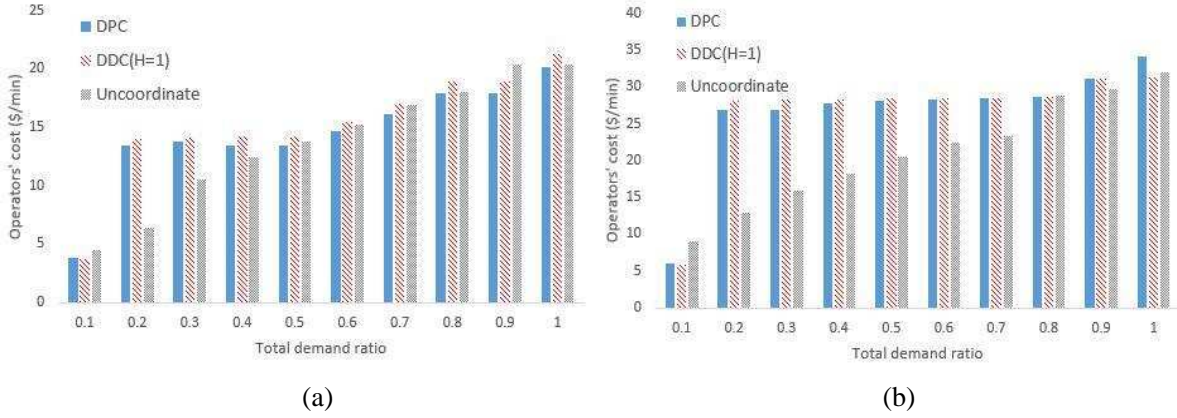 25
20
15
10
5
0
Operators' cost ($/min)
DPC
DDC(H=1)
Uncoordinate
0.1 0.2 0.3 0.4 0.5 0.6 0.7 0.8 0.9 1
Total demand ratio
(a)
40
35
30
25
20
15
10
5
0
Operators' cost ($/min)
DPC
DDC(H=1)
Uncoordinate
0.1 0.2 0.3 0.4 0.5 0.6 0.7 0.8 0.9 1
Total demand ratio
(b)